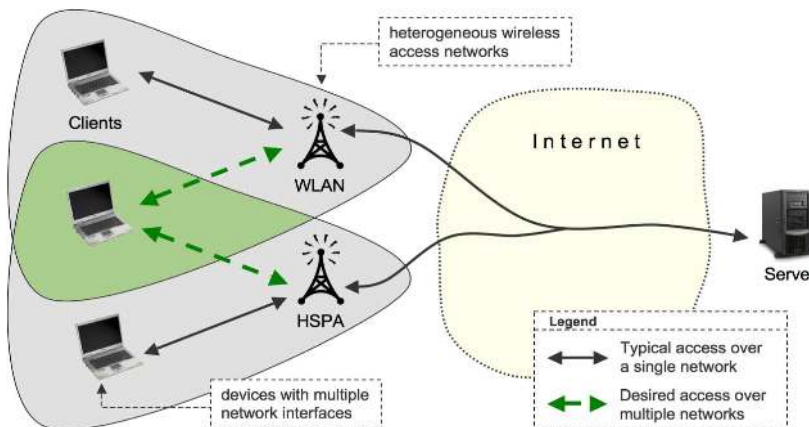 heterogeneous wireless
access networks
Clients
WLAN
Internet
Server
HSPA
devices with multiple
network interfaces
Legend
Typical access over
a single network
Desired access over
multiple networks